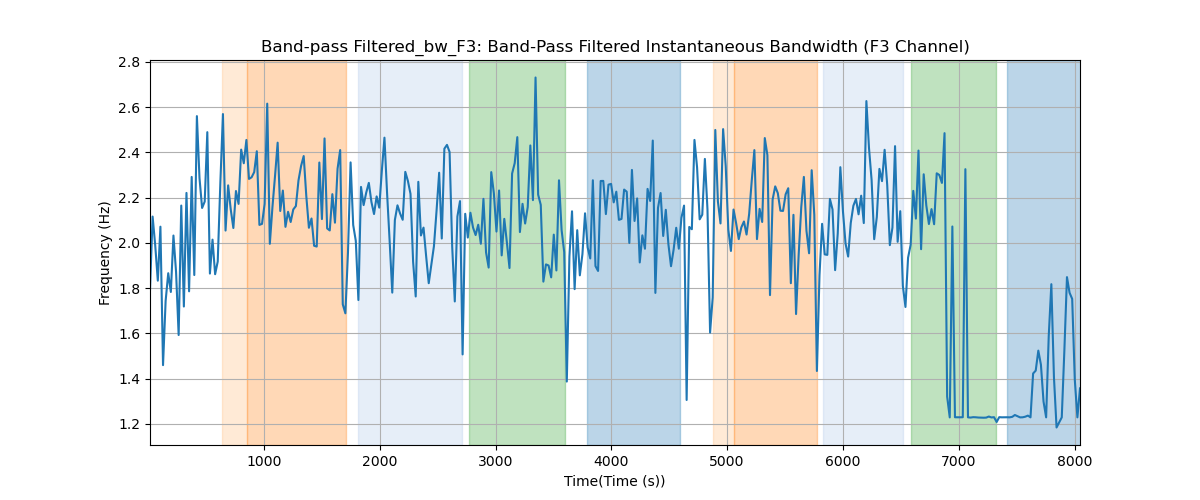 Band-pass Filtered_bw_F3: Band-Pass Filtered Instantaneous Bandwidth (F3 Channel)
2.8
2.6
2.4
2.2
2.0
1.8
1.6
1.4
1.2
Frequency (Hz)
1000 2000 3000 4000 5000 6000 7000 8000
Time(Time (s))